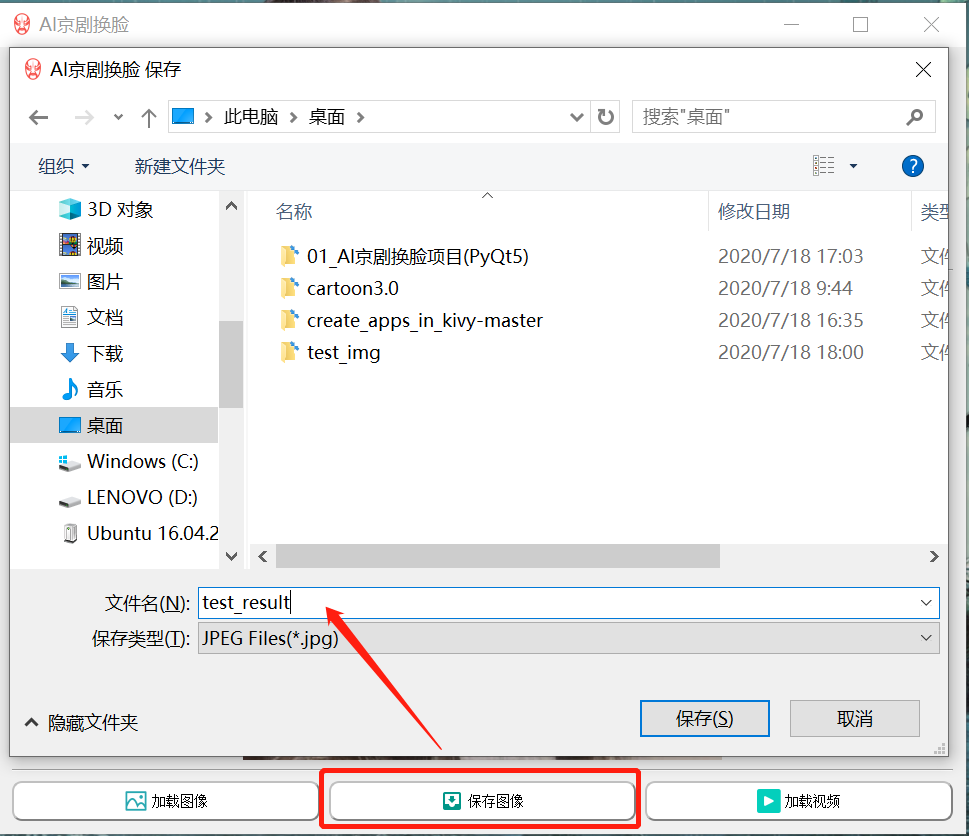 AI京剧换脸
AI京剧换脸 保存
此电脑 桌面
搜索"桌面"
组织 新建文件夹
?
3D 对象
视频
图片
文档
下载
音乐
桌面
Windows (C:)
LENOVO (D:)
Ubuntu 16.04.2
名称 修改日期 类型
01_AI京剧换脸项目(PyQt5) 2020/7/18 17:03 文件
cartoon3.0 2020/7/18 9:44 文件
create_apps_in_kivy-master 2020/7/18 16:35 文件
test_img 2020/7/18 18:00 文件
文件名(N): test_result
保存类型(T): JPEG Files(*.jpg)
隐藏文件夹 保存(S) 取消
加载图像 保存图像 加载视频